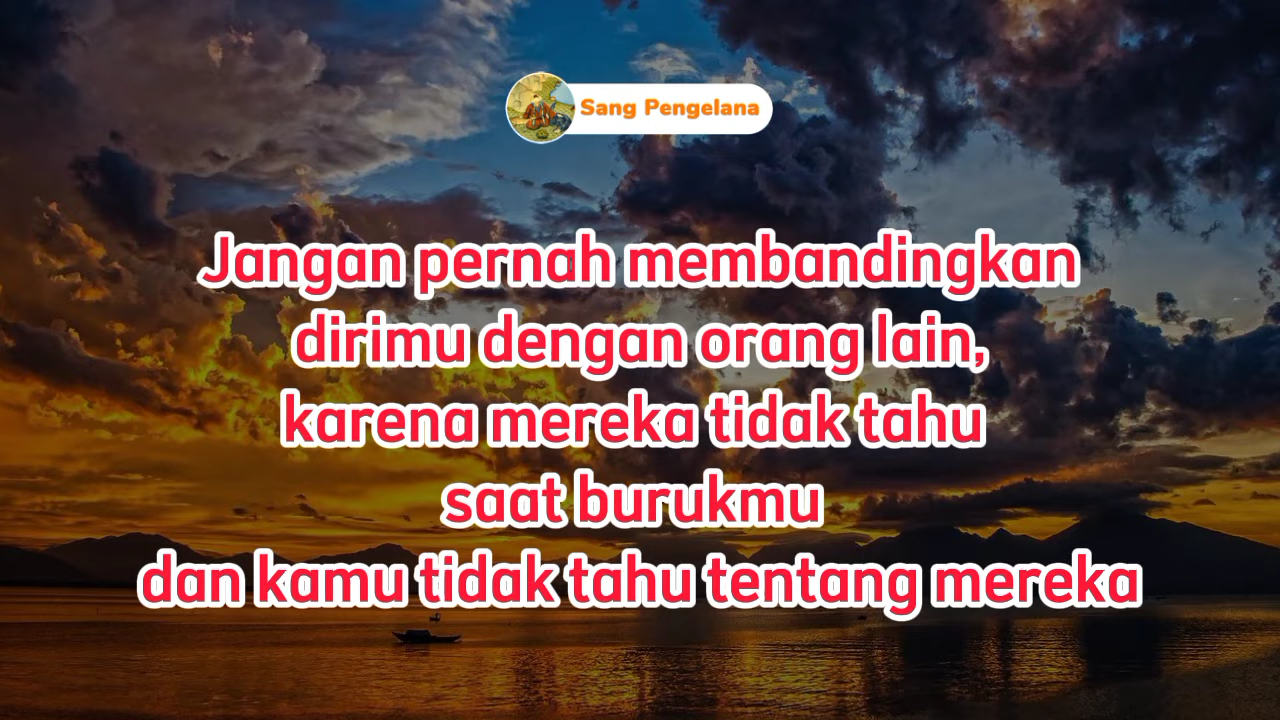 Sang Pengelana
Jangan pernah membandingkan
dirimu dengan orang lain,
karena mereka tidak tahu
saat burukmu
dan kamu tidak tahu tentang mereka